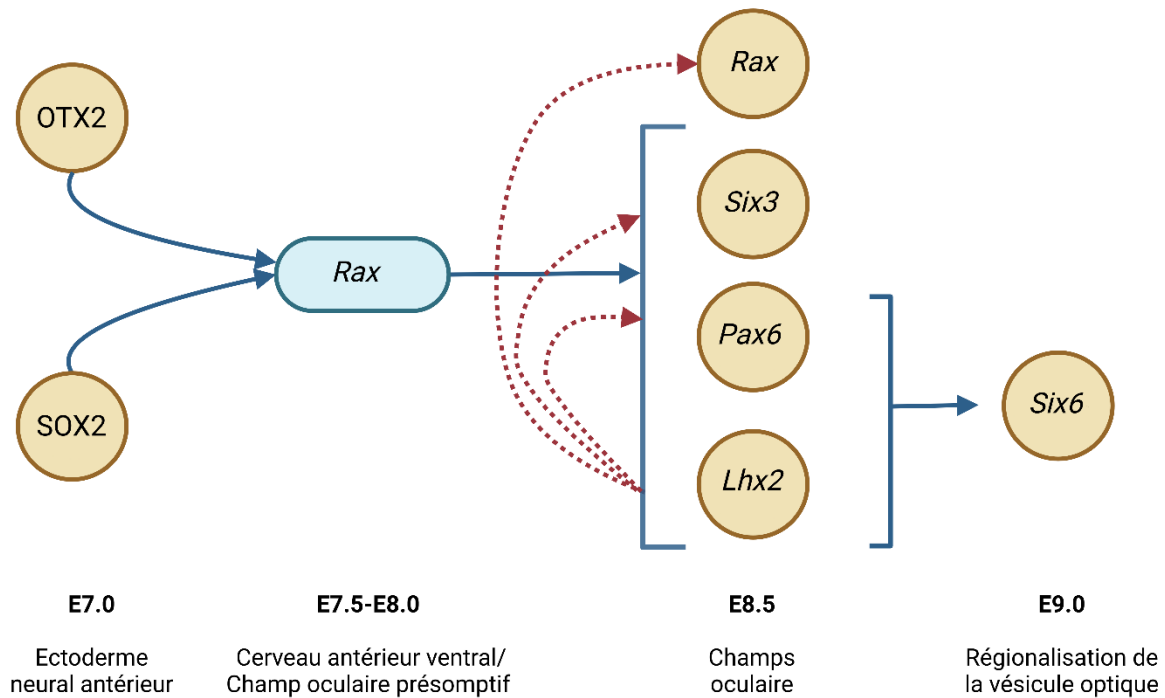 OTX2
SOX2
Rax
Rax
Six3
Pax6
Lhx2
Six6
E7.0
E7.5-E8.0
E8.5
E9.0
Ectoderme
neural antérieur
Cerveau antérieur ventral/
Champ oculaire présomptif
Champs
oculaire
Régionalisation de
la vésicule optique